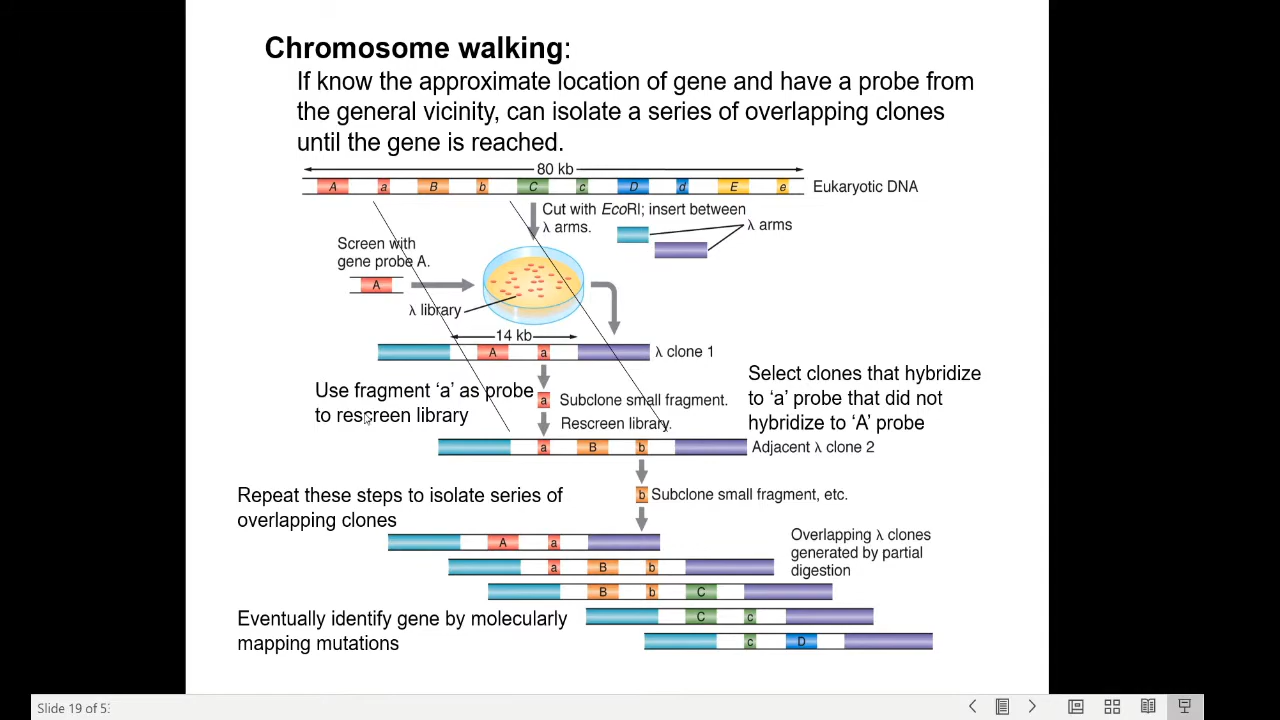 Chromosome walking:
If know the approximate location of gene and have a probe from
the general vicinity, can isolate a series of overlapping clones
until the gene is reached.
80 kb
A a B b C c D d E e
Eukaryotic DNA
Cut with EcoRI; insert between
λ arms.
λ arms
Screen with
gene probe A.
A
λ library
14 kb
A a
λ clone 1
Use fragment ‘a’ as probe
to rescreen library
a
Subclone small fragment.
Rescreen library.
Select clones that hybridize
to ‘a’ probe that did not
hybridize to ‘A’ probe
a B b
Adjacent λ clone 2
Repeat these steps to isolate series of
overlapping clones
b
Subclone small fragment, etc.
Overlapping λ clones
generated by partial
digestion
A a
a B b
B b C
C c
c D
Eventually identify gene by molecularly
mapping mutations
Slide 19 of 5